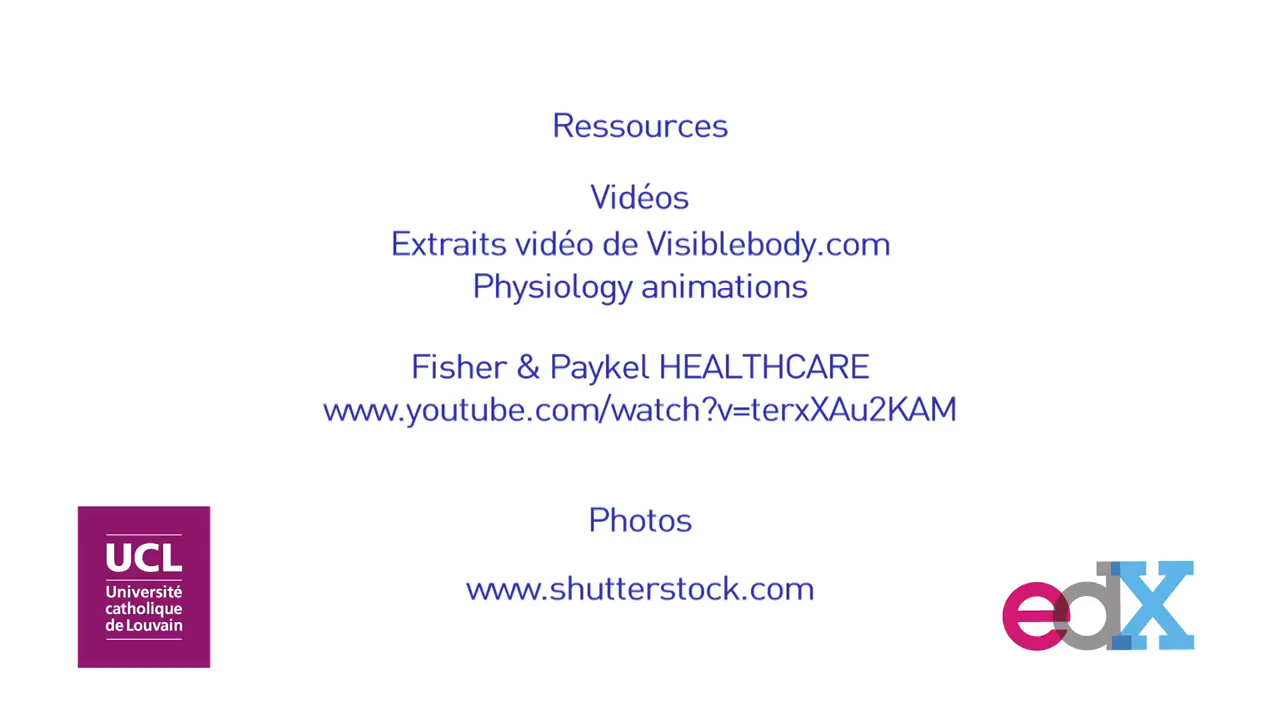 Ressources
Vidéos
Extraits vidéo de Visiblebody.com
Physiology animations
Fisher & Paykel HEALTHCARE
www.youtube.com/watch?v=terxXAu2KAM
Photos
www.shutterstock.com
UCL
Université
catholique
de Louvain
edX